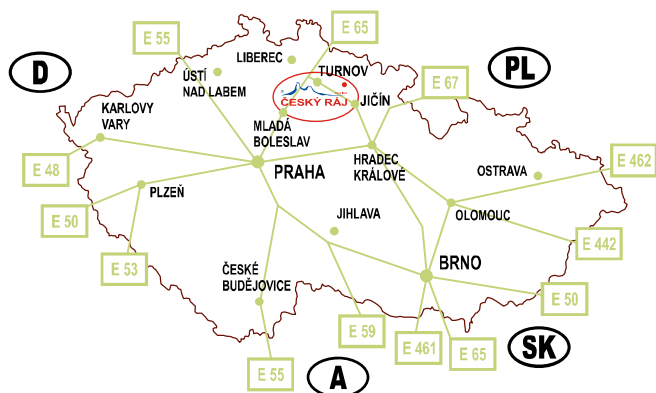 E 65
E 55
D
LIBEREC
ÚSTÍ
NAD LABEM
TURNOV
PL
E 67
ČESKÝ RÁJ
JIČÍN
KARLOVY
VARY
MLADÁ
BOLESLAV
E 48
PRAHA
HRADEC
KRÁLOVÉ
OSTRAVA
E 462
PLZEŇ
E 50
OLOMOUC
JIHLAVA
E 442
E 53
ČESKÉ
BUDĚJOVICE
BRNO
E 50
E 59
E 461
E 65
SK
E 55
A